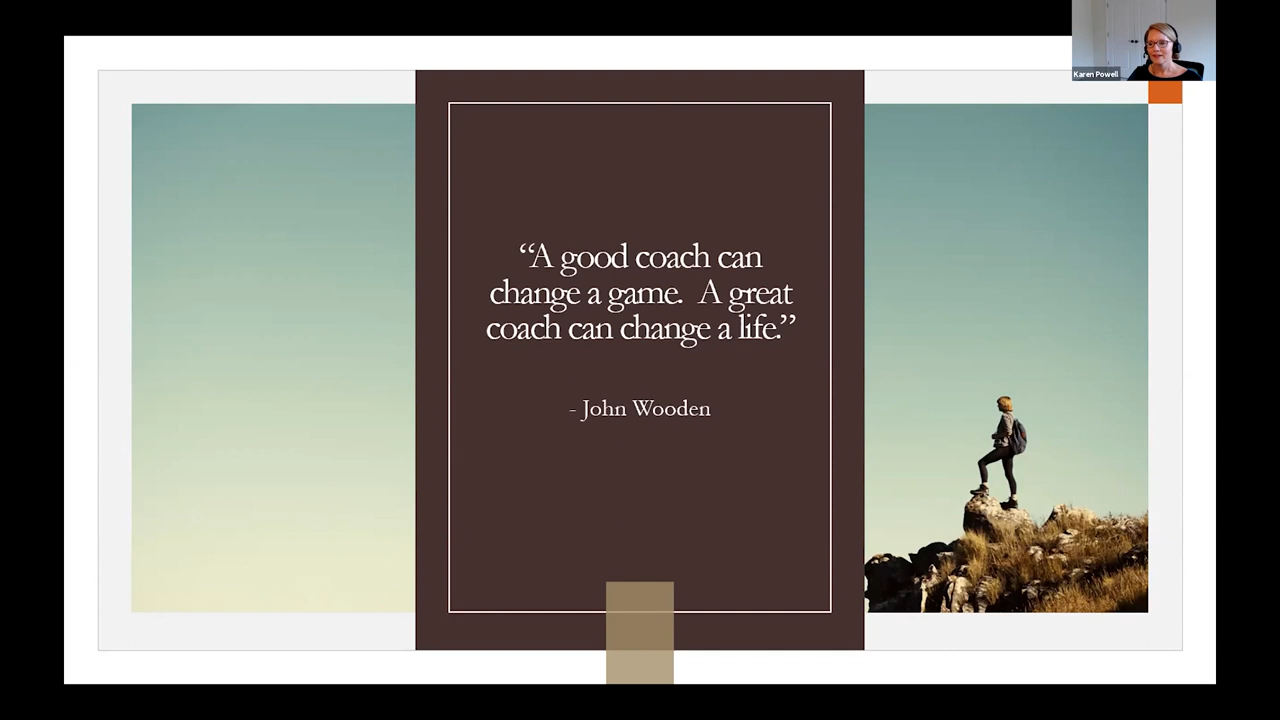 Karen Powell
“A good coach can
change a game.  A great
coach can change a life.”
- John Wooden